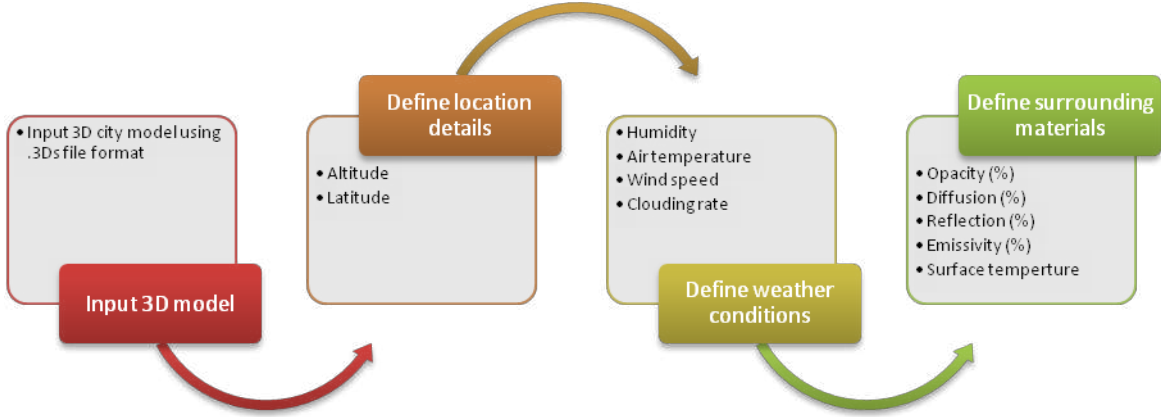 • Input 3D city model using
.3Ds file format
Input 3D model
Define location
details
• Altitude
• Latitude
• Humidity
• Air temperature
• Wind speed
• Clouding rate
Define weather
conditions
Define surrounding
materials
• Opacity (%)
• Diffusion (%)
• Reflection (%)
• Emissivity (%)
• Surface temperture